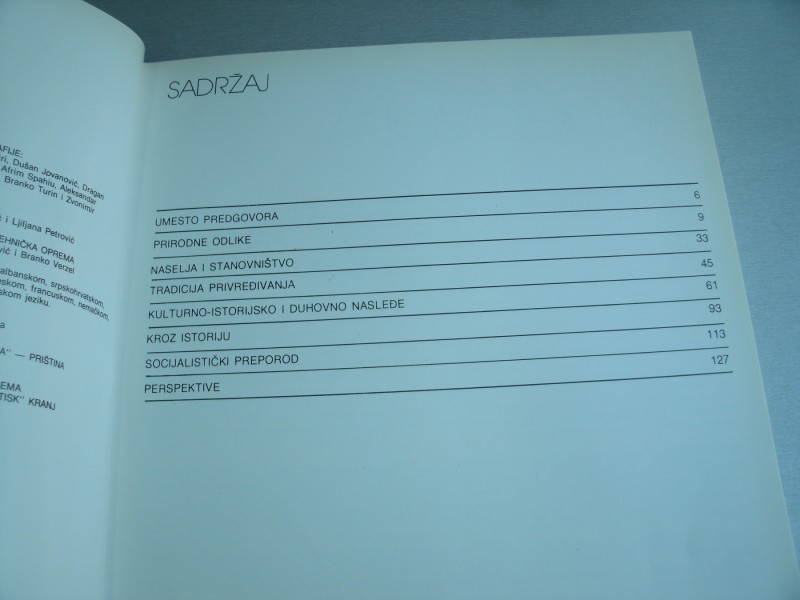 AFIJE:
iri, Dušan Jovanović, Dragan
Afrim Spahiu, Aleksandar
Branko Turin i Zvonimir
i Ljiljana Petrović
EHNIČKA OPREMA
vić i Branko Verzel
albanskom, srpskohrvatskom,
eskom, francuskom, nemačkom,
skom jeziku.
A" — PRIŠTINA
EMA
TISK" KRANJ
SADRŽAJ
UMESTO PREDGOVORA 6
PRIRODNE ODLIKE 9
NASELJA I STANOVNIŠTVO 33
TRADICIJA PRIVREĐIVANJA 45
KULTURNO-ISTORIJSKO I DUHOVNO NASLEĐE 61
KROZ ISTORIJU 93
SOCIJALISTIČKI PREPOROD 113
PERSPEKTIVE 127